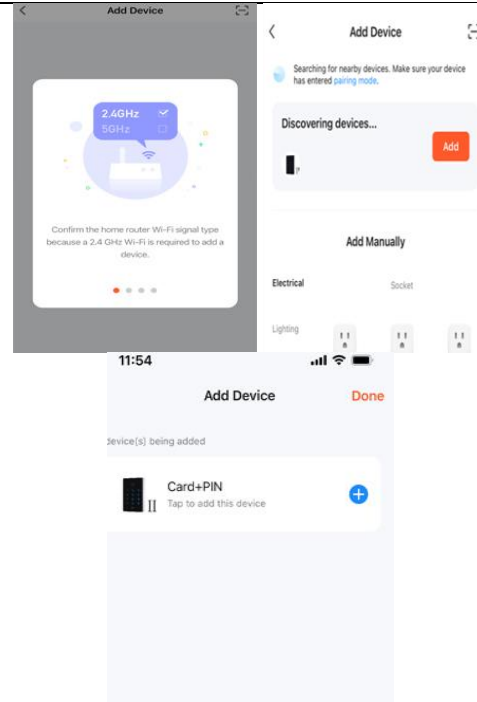 Add Device
2.4GHz
5GHz
Confirm the home router Wi-Fi signal type
because a 2.4 GHz Wi-Fi is required to add a
device.
Add Device
Searching for nearby devices. Make sure your device
has entered pairing mode.
Discovering devices...
Add
Add Manually
Electrical
Socket
Lighting
11:54
Add Device
Done
device(s) being added
Card+PIN
Tap to add this device